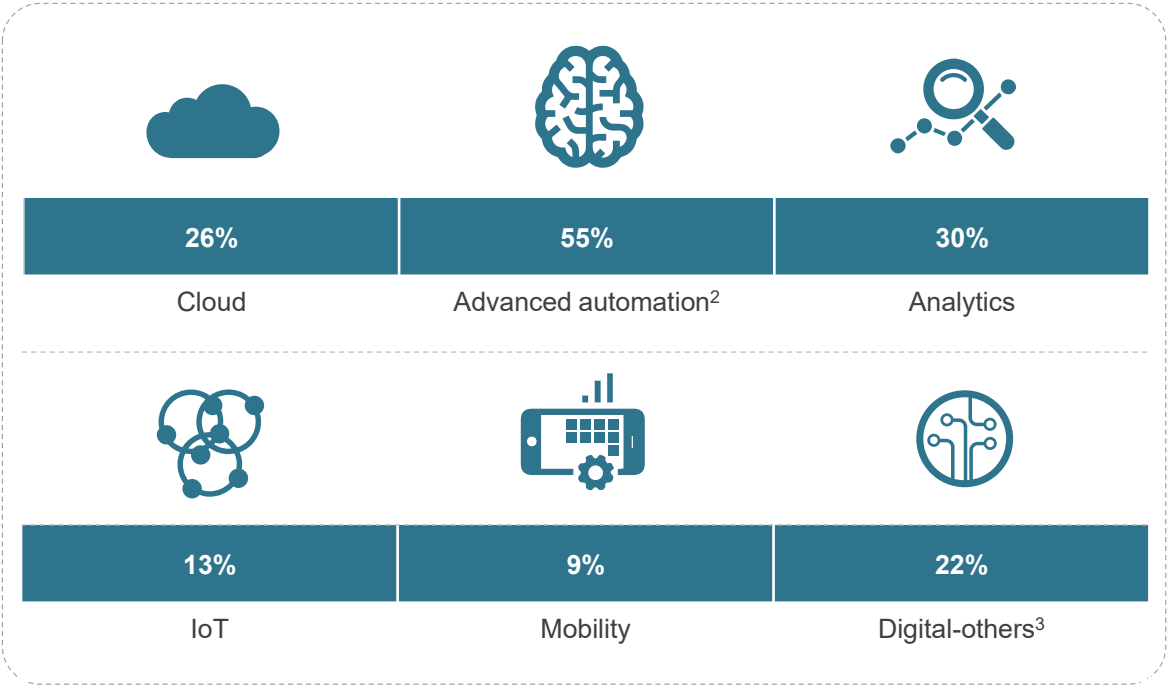 26% 55% 30%
Cloud Advanced automation² Analytics
13% 9% 22%
IoT Mobility Digital-others³